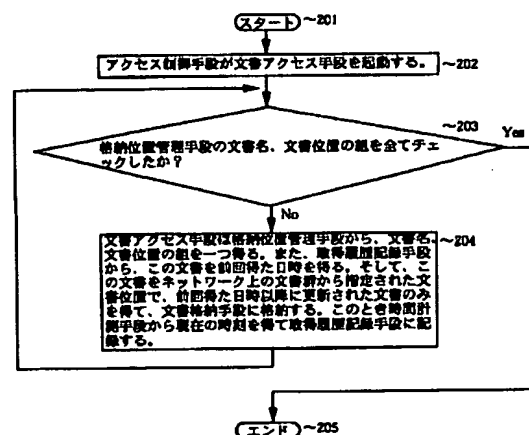 スタート ～201
アクセス制御手段が文書アクセス手段を起動する。 ～202
～203
Yes
格納位置管理手段の文書名、文書位置の組を全てチェ
ックしたか？
No
～204
文書アクセス手段は格納位置管理手段から、文書名、
文書位置の組を一つ得る。また、取得履歴記録手段
から、この文書を前回得た日時を得る。そして、こ
の文書をネットワーク上の文書群から指定された文
書位置で、前回得た日時以降に更新された文書のみ
を得て、文書格納手段に格納する。このとき時間計
測手段から現在の時刻を得て取得履歴記録手段に記
録する。
エンド ～205